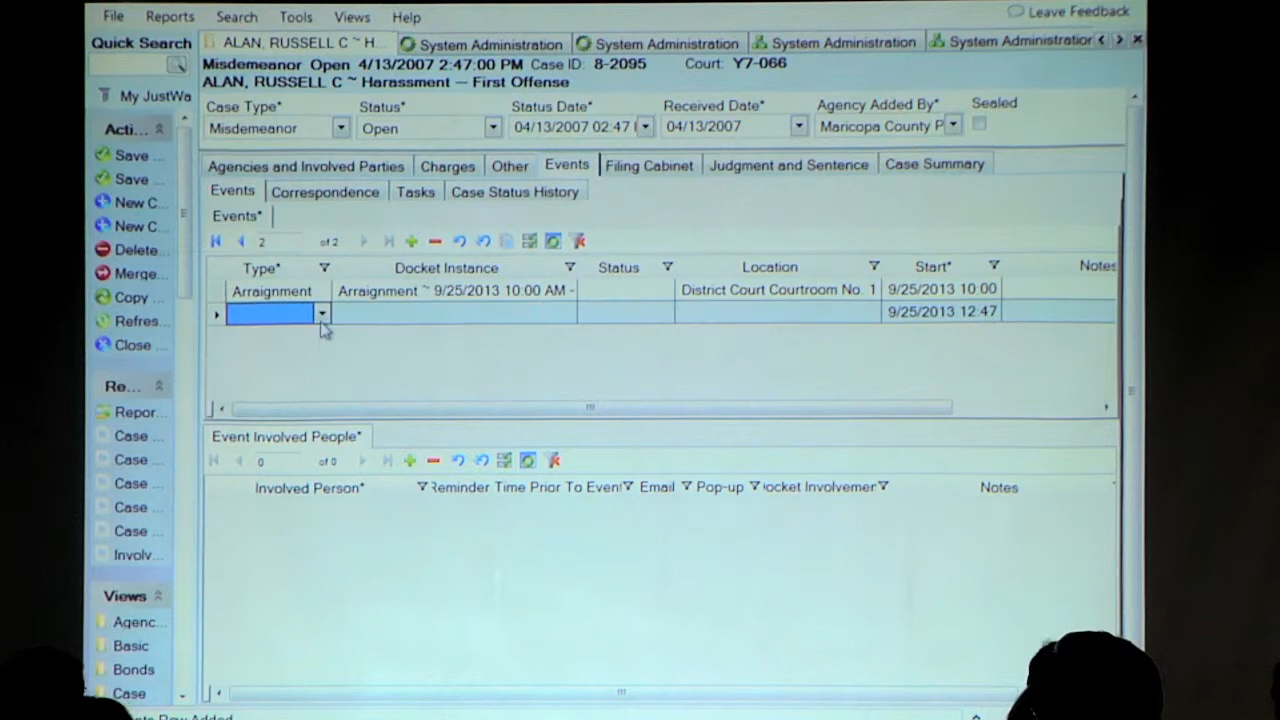 File Reports Search Tools Views Help Leave Feedback
Quick Search ALAN, RUSSELL C ~ H... System Administration System Administration System Administration System Administration
Misdemeanor Open 4/13/2007 2:47:00 PM Case ID: 8-2095 Court: Y7-066
ALAN, RUSSELL C ~ Harassment — First Offense
My JustWa
Case Type* Status* Status Date* Received Date* Agency Added By* Sealed
Misdemeanor Open 04/13/2007 02:47 04/13/2007 Maricopa County P
Acti...
Save ...
Save ...
New C...
New C...
Delete...
Merge...
Copy ...
Refres...
Close ...
Re...
Repor...
Case ...
Case ...
Case ...
Case ...
Case ...
Involv...
Views
Agenc...
Basic
Bonds
Case
Agencies and Involved Parties Charges Other Events Filing Cabinet Judgment and Sentence Case Summary
Events Correspondence Tasks Case Status History
Events*
2 of 2
Type* Docket Instance Status Location Start* Notes
Arraignment Arraignment ~ 9/25/2013 10:00 AM - District Court Courtroom No. 1 9/25/2013 10:00
9/25/2013 12:47
Event Involved People*
0 of 0
Involved Person* Reminder Time Prior To Event Email Pop-up ocket Involvemer Notes
Row Added